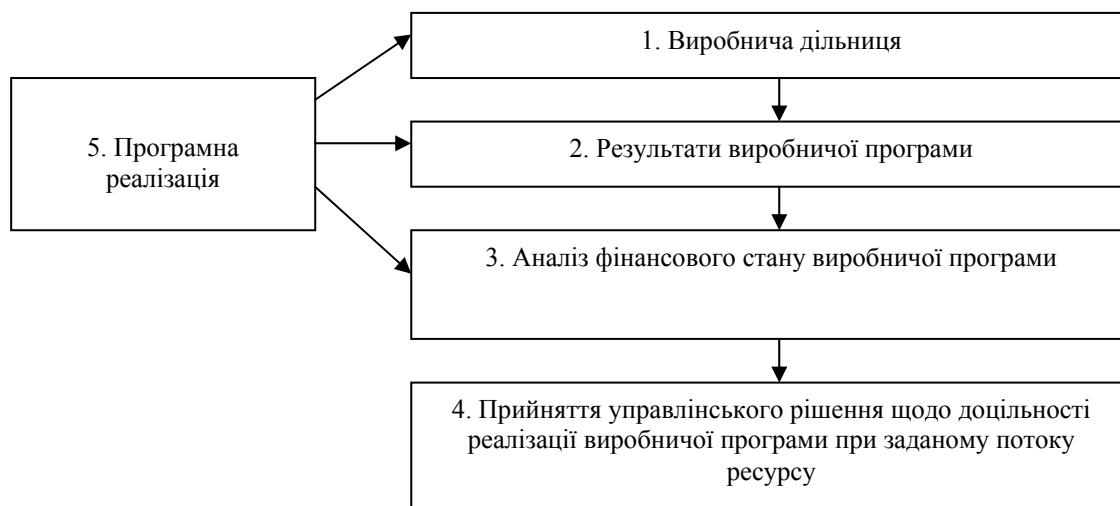 1. Виробнича дільниця
5. Програмна
реалізація
2. Результати виробничої програми
3. Аналіз фінансового стану виробничої програми
4. Прийняття управлінського рішення щодо доцільності
реалізації виробничої програми при заданому потоку
ресурсу